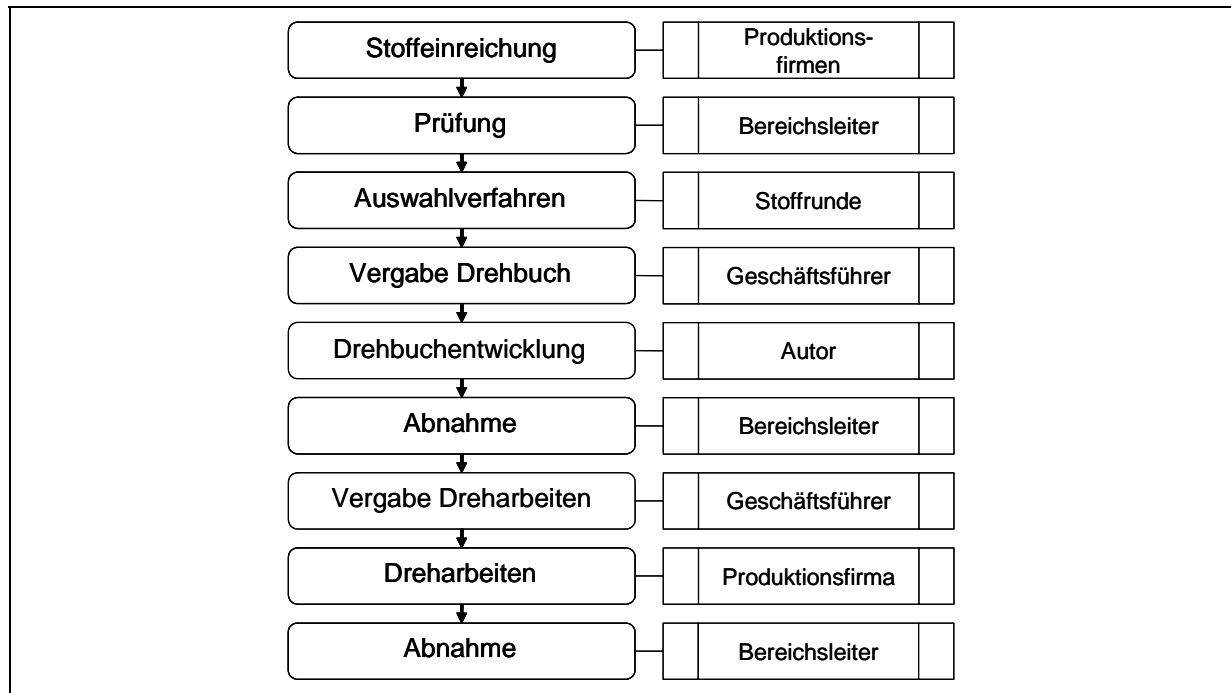 Stoffeinreichung
Produktions-
firmen
Prüfung
Bereichsleiter
Auswahlverfahren
Stoffrunde
Vergabe Drehbuch
Geschäftsführer
Drehbuchentwicklung
Autor
Abnahme
Bereichsleiter
Vergabe Dreharbeiten
Geschäftsführer
Dreharbeiten
Produktionsfirma
Abnahme
Bereichsleiter